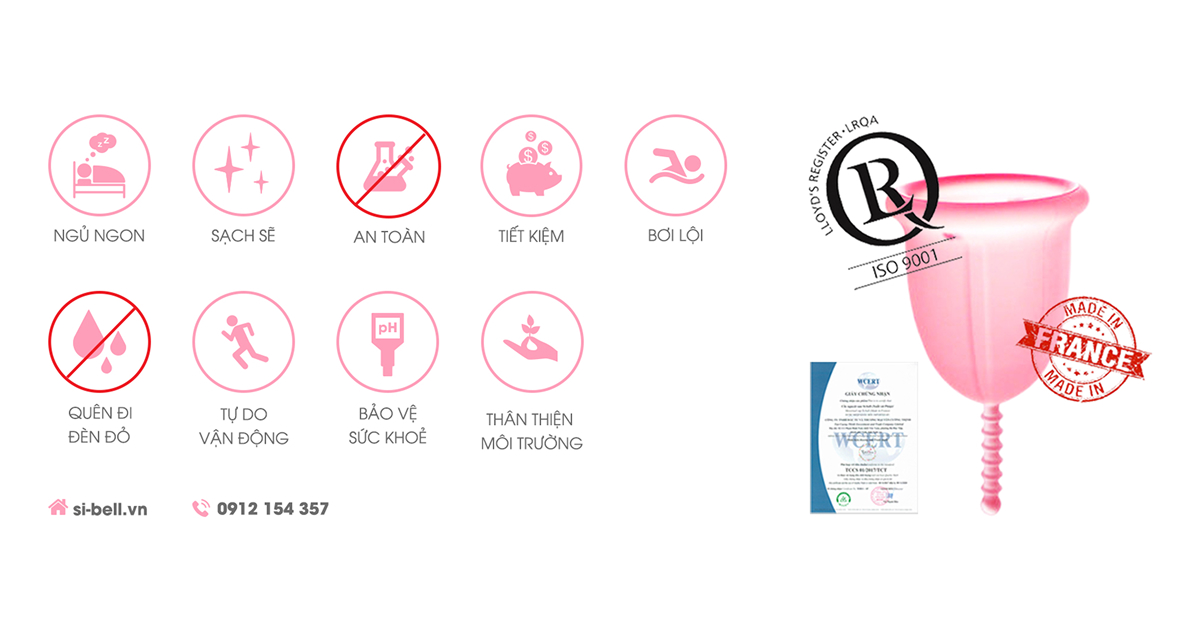 NGỦ NGON
SẠCH SẼ
AN TOÀN
TIẾT KIỆM
BƠI LỘI
pH
QUÊN ĐI
ĐÈN ĐỎ
TỰ DO
VẬN ĐỘNG
BẢO VỆ
SỨC KHOẺ
THÂN THIỆN
MÔI TRƯỜNG
si-bell.vn
0912 154 357
LLOYD'S REGISTER · LRQA
LR
ISO 9001
MADE IN
FRANCE
MADE IN
WCERT
GIẤY CHỨNG NHẬN
WCERT
TCCS 01:2017/TCT